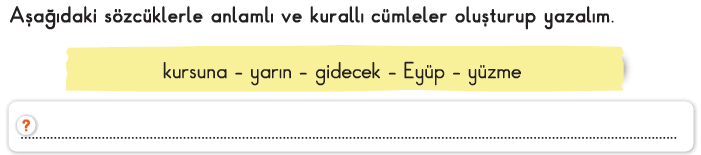 Aşağıdaki sözcüklerle anlamlı ve kurallı cümleler oluşturup yazalım.
kursuna - yarın - gidecek - Eyüp - yüzme
?